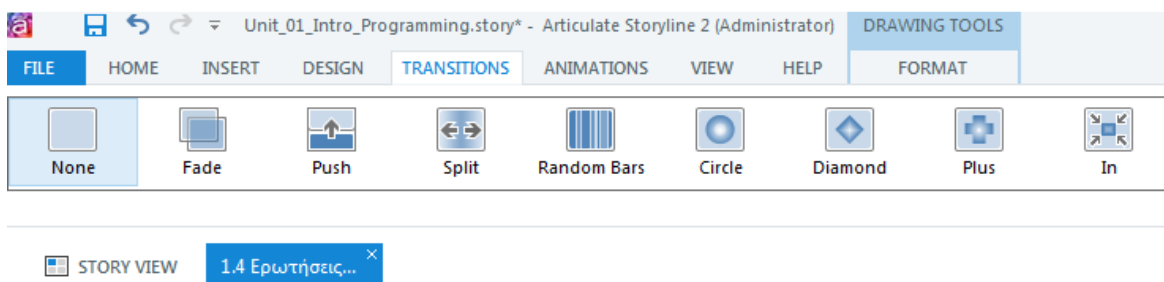 Unit_01_Intro_Programming.story* - Articulate Storyline 2 (Administrator) DRAWING TOOLS
FILE HOME INSERT DESIGN TRANSITIONS ANIMATIONS VIEW HELP FORMAT
None Fade Push Split Random Bars Circle Diamond Plus In
STORY VIEW 1.4 Ερωτήσεις...